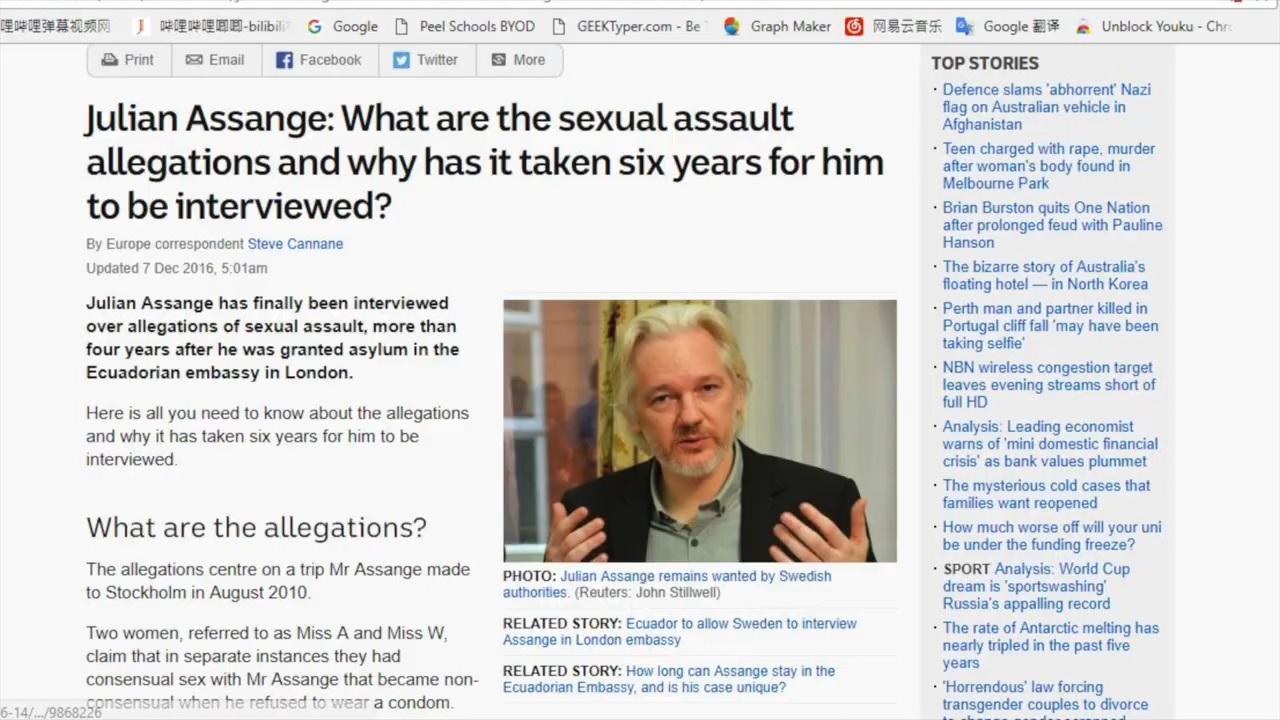 哔哩哔哩弹幕视频网
哔哩哔哩唧唧-bilibili
Google
Peel Schools BYOD
GEEKTyper.com - Be
Graph Maker
网易云音乐
Google 翻译
Unblock Youku - Chro
Print
Email
Facebook
Twitter
More
Julian Assange: What are the sexual assault
allegations and why has it taken six years for him
to be interviewed?
By Europe correspondent Steve Cannane
Updated 7 Dec 2016, 5:01am
Julian Assange has finally been interviewed
over allegations of sexual assault, more than
four years after he was granted asylum in the
Ecuadorian embassy in London.
Here is all you need to know about the allegations
and why it has taken six years for him to be
interviewed.
What are the allegations?
The allegations centre on a trip Mr Assange made
to Stockholm in August 2010.
Two women, referred to as Miss A and Miss W,
claim that in separate instances they had
consensual sex with Mr Assange that became non-
consensual when he refused to wear a condom.
6-14/.../9868226
PHOTO: Julian Assange remains wanted by Swedish
authorities. (Reuters: John Stillwell)
RELATED STORY: Ecuador to allow Sweden to interview
Assange in London embassy
RELATED STORY: How long can Assange stay in the
Ecuadorian Embassy, and is his case unique?
TOP STORIES
Defence slams 'abhorrent' Nazi
flag on Australian vehicle in
Afghanistan
Teen charged with rape, murder
after woman's body found in
Melbourne Park
Brian Burston quits One Nation
after prolonged feud with Pauline
Hanson
The bizarre story of Australia's
floating hotel — in North Korea
Perth man and partner killed in
Portugal cliff fall 'may have been
taking selfie'
NBN wireless congestion target
leaves evening streams short of
full HD
Analysis: Leading economist
warns of 'mini domestic financial
crisis' as bank values plummet
The mysterious cold cases that
families want reopened
How much worse off will your uni
be under the funding freeze?
SPORT Analysis: World Cup
dream is 'sportswashing'
Russia's appalling record
The rate of Antarctic melting has
nearly tripled in the past five
years
'Horrendous' law forcing
transgender couples to divorce